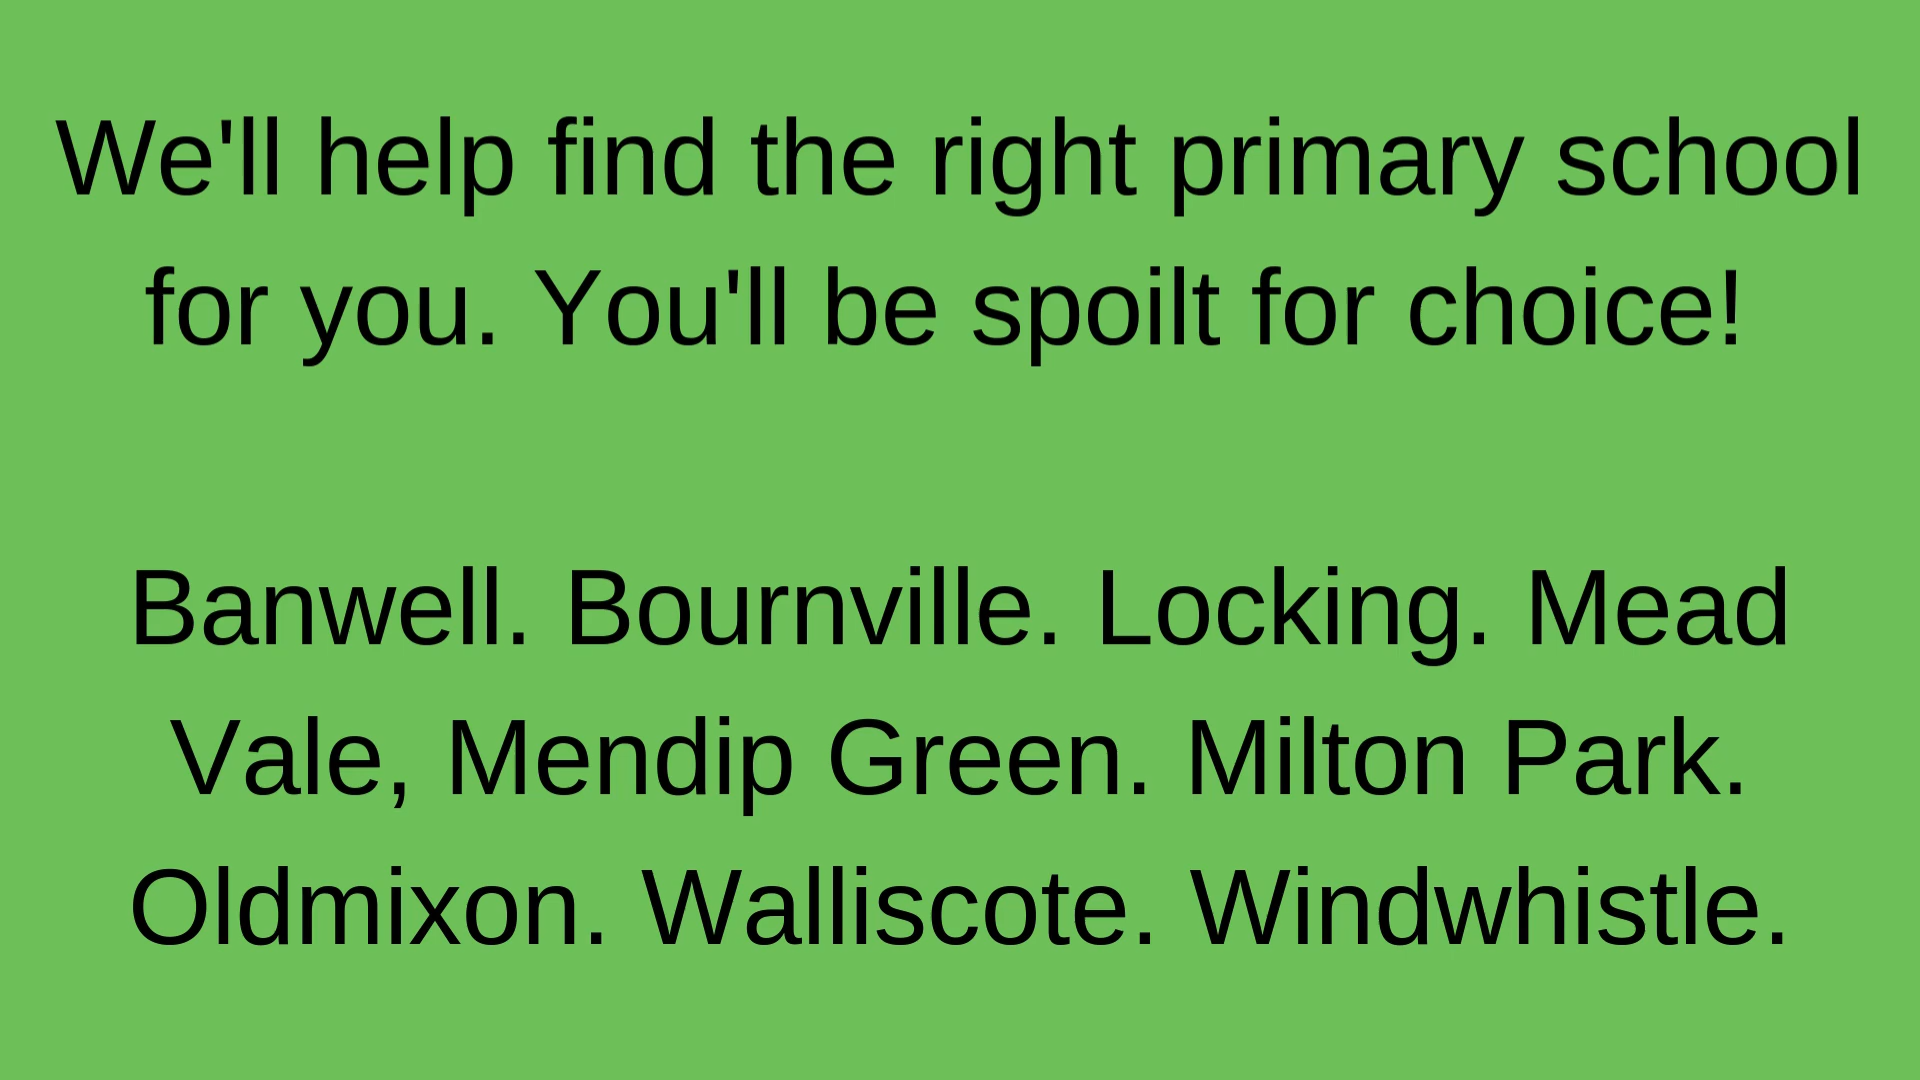 We'll help find the right primary school
for you. You'll be spoilt for choice!
Banwell. Bournville. Locking. Mead
Vale, Mendip Green. Milton Park.
Oldmixon. Walliscote. Windwhistle.